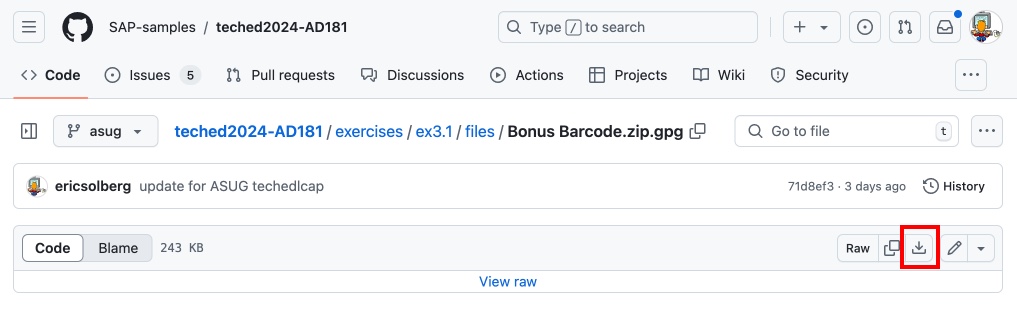 SAP-samples / teched2024-AD181 Type / to search
Code Issues 5 Pull requests Discussions Actions Projects Wiki Security
asug teched2024-AD181 / exercises / ex3.1 / files / Bonus Barcode.zip.gpg Go to file t
ericsolberg update for ASUG techedlcap 71d8ef3 · 3 days ago History
Code Blame 243 KB Raw
View raw